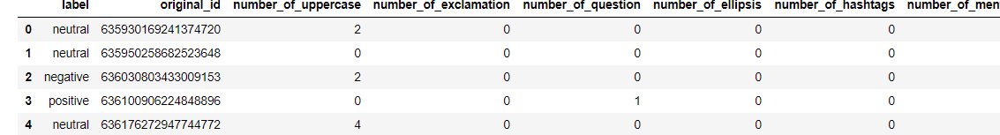 label original_id number_of_uppercase number_of_exclamation number_of_question number_of_ellipsis number_of_hashtags number_of_men
0 neutral 635930169241374720 2 0 0 0 0
1 neutral 635950258682523648 0 0 0 0 0
2 negative 636030803433009153 2 0 0 0 0
3 positive 636100906224848896 0 0 1 0 0
4 neutral 636176272947744772 4 0 0 0 0